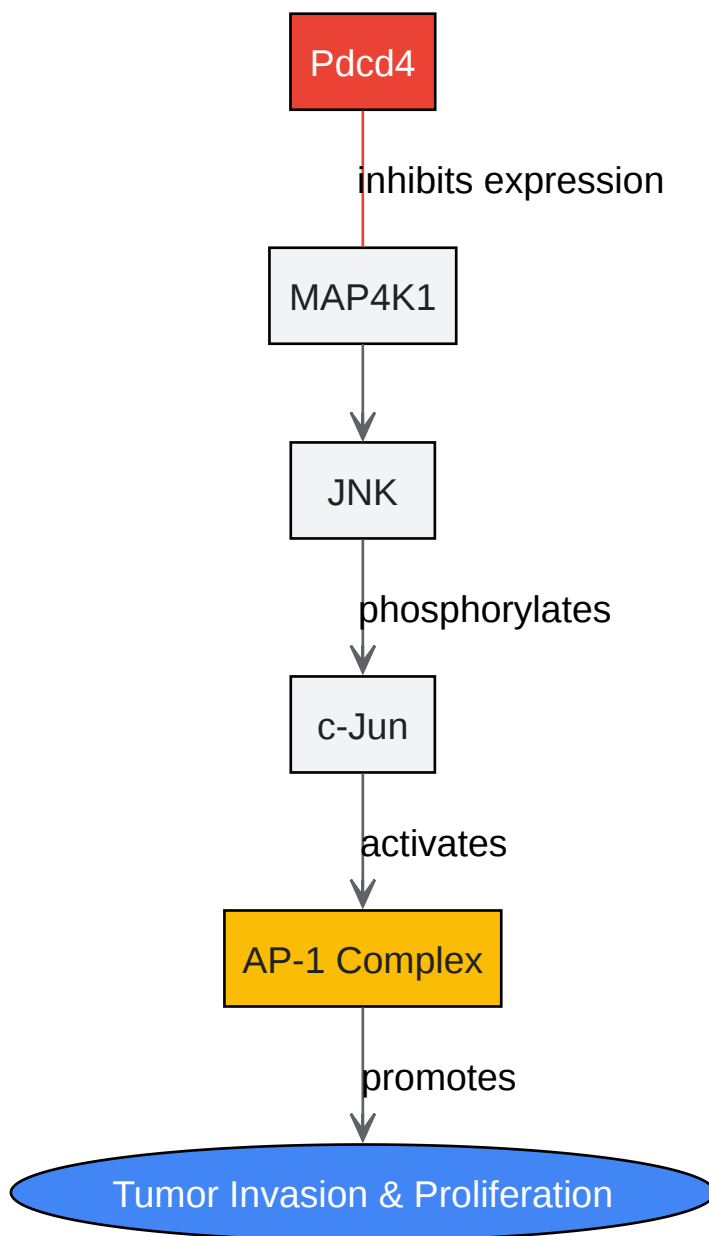 Pdcd4
inhibits expression
MAP4K1
JNK
phosphorylates
c-Jun
activates
AP-1 Complex
promotes
Tumor Invasion & Proliferation